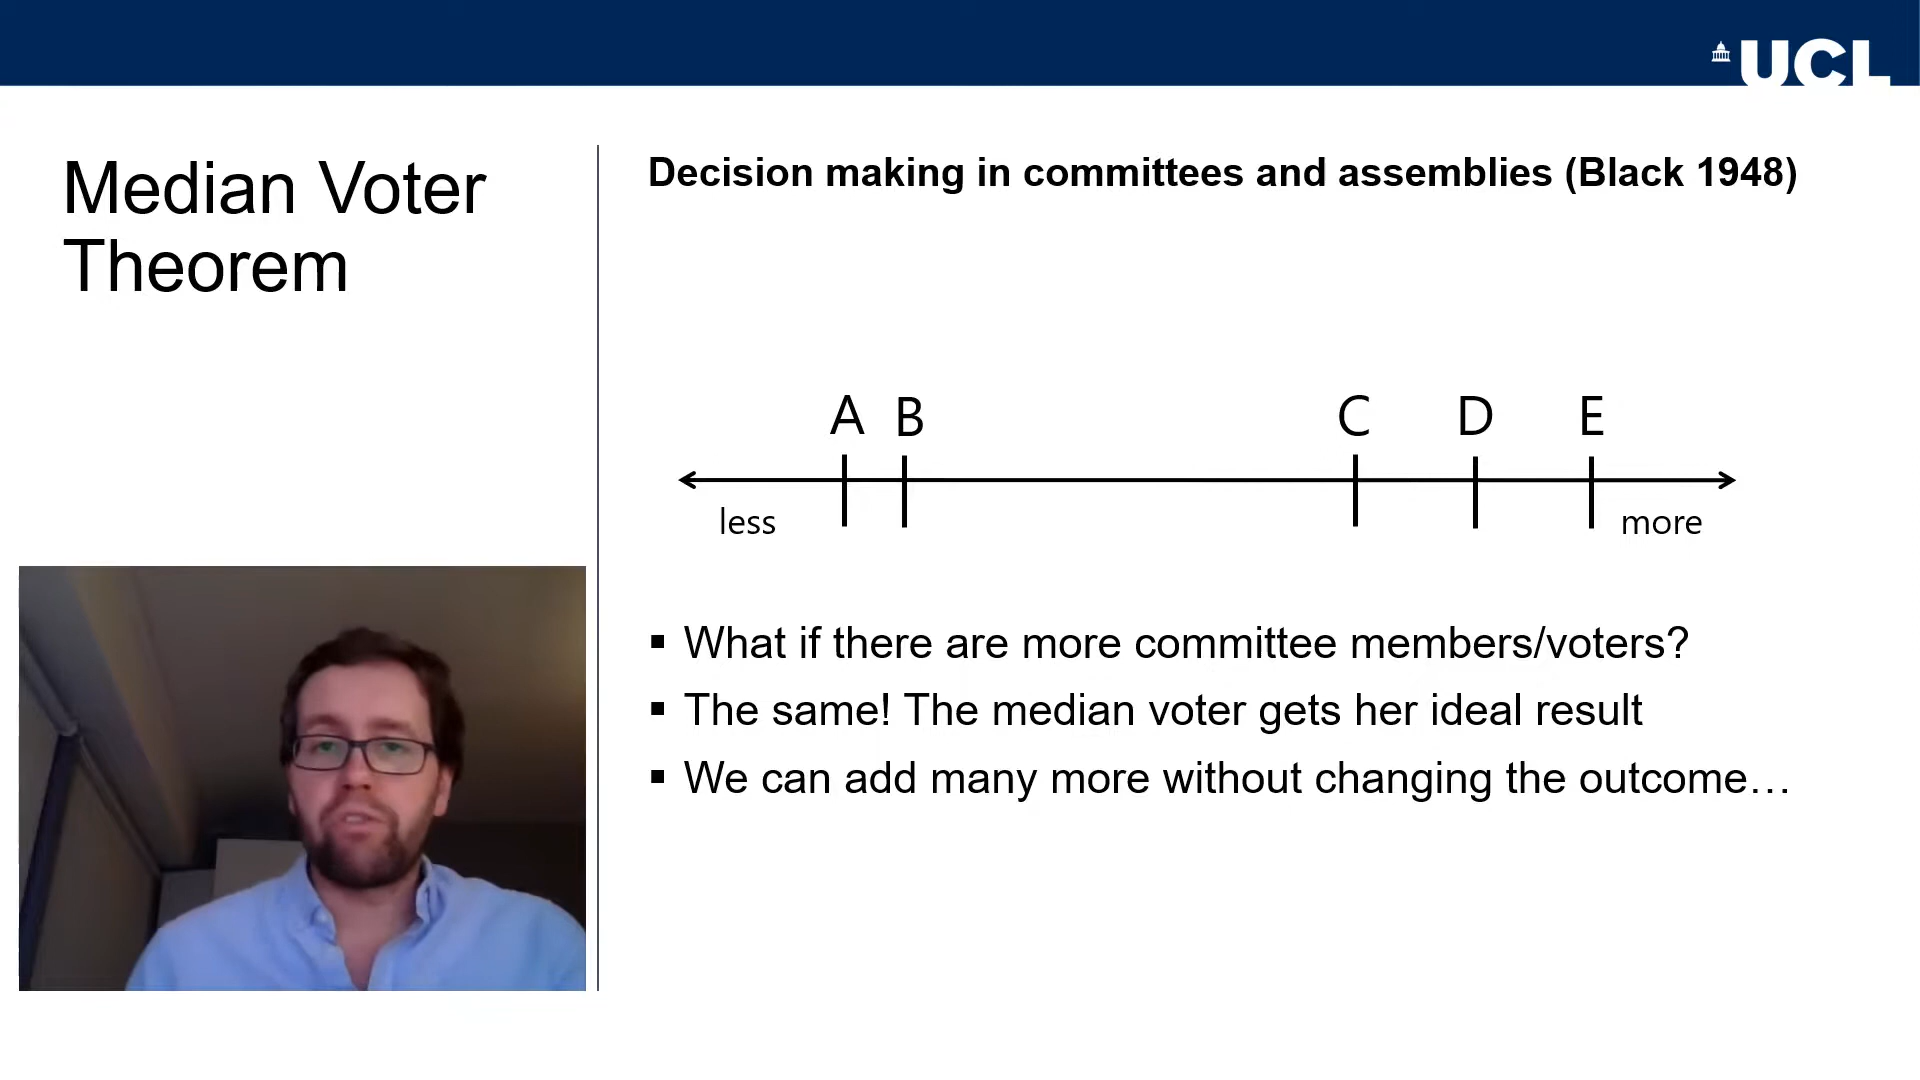 UCL
Median Voter
Theorem
Decision making in committees and assemblies (Black 1948)
A B C D E
less more
▪ What if there are more committee members/voters?
▪ The same! The median voter gets her ideal result
▪ We can add many more without changing the outcome…